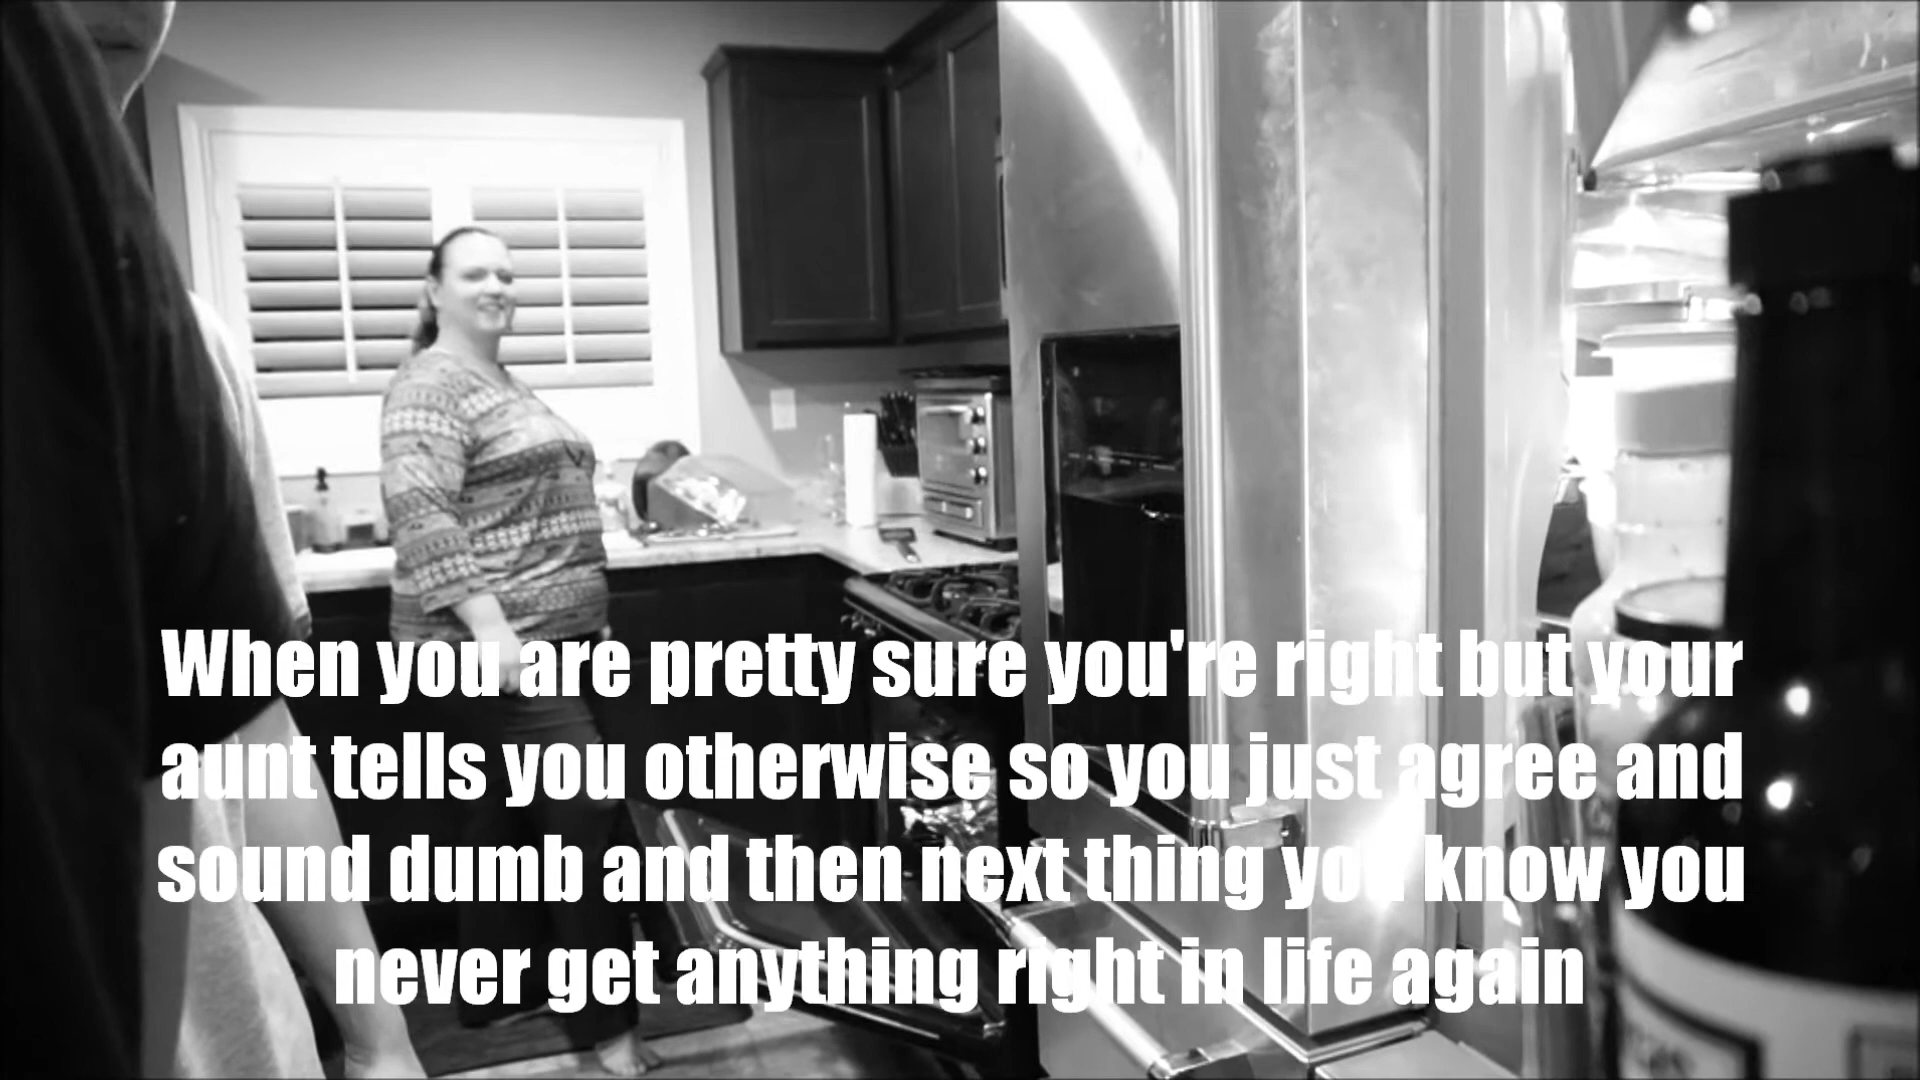 When you are pretty sure you're right but your
aunt tells you otherwise so you just agree and
sound dumb and then next thing you know you
never get anything right in life again